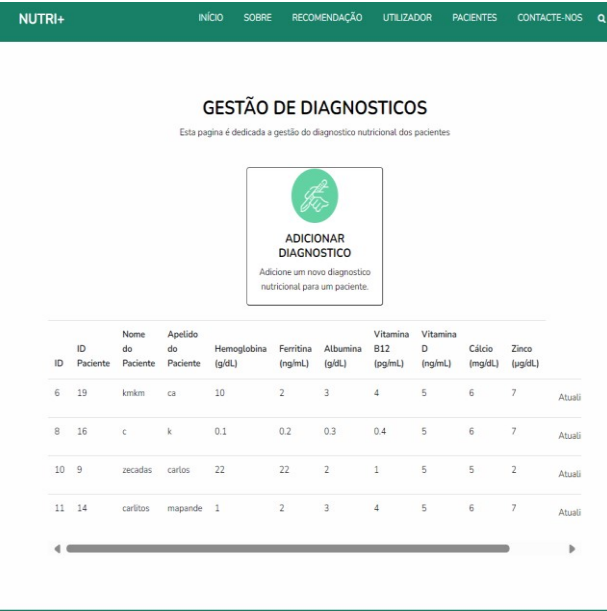 NUTRI+ INÍCIO SOBRE RECOMENDAÇÃO UTILIZADOR PACIENTES CONTACTE-NOS
GESTÃO DE DIAGNOSTICOS
Esta pagina é dedicada a gestão do diagnostico nutricional dos pacientes
ADICIONAR
DIAGNOSTICO
Adicione um novo diagnostico
nutricional para um paciente.
ID ID Paciente Nome do Paciente Apelido do Paciente Hemoglobina (g/dL) Ferritina (ng/mL) Albumina (g/dL) Vitamina B12 (pg/mL) Vitamina D (ng/mL) Cálcio (mg/dL) Zinco (µg/dL)
6 19 kmkm ca 10 2 3 4 5 6 7 Atuali
8 16 c k 0.1 0.2 0.3 0.4 5 6 7 Atuali
10 9 zecadas carlos 22 22 2 1 5 5 2 Atuali
11 14 carlitos mapande 1 2 3 4 5 6 7 Atuali